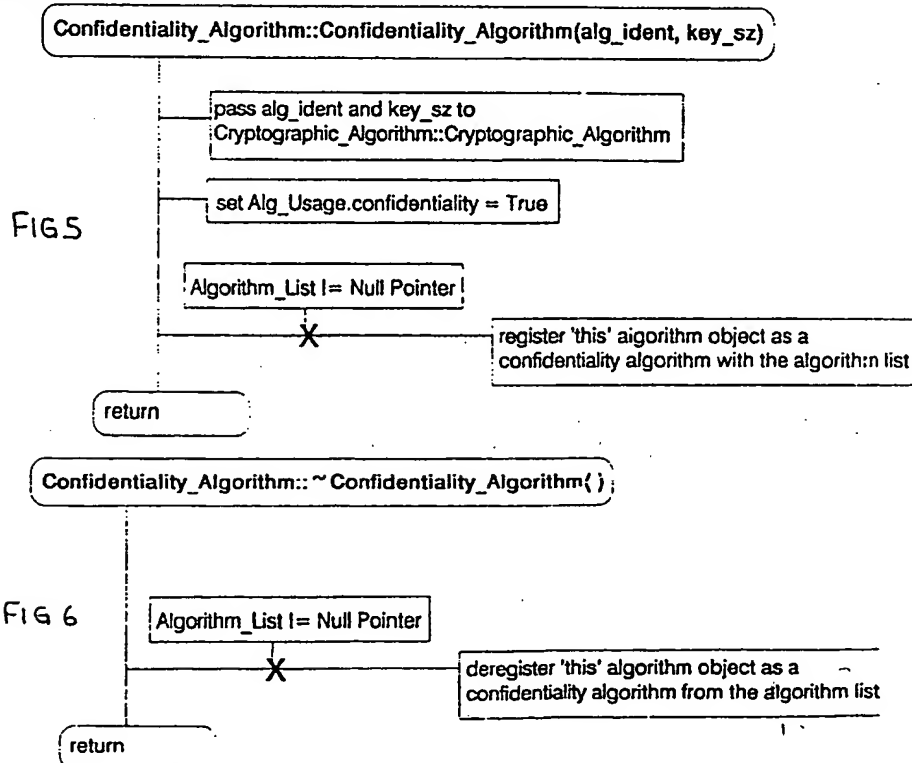 Confidentiality_Algorithm::Confidentiality_Algorithm(alg_ident, key_sz)
pass alg_ident and key_sz to
Cryptographic_Algorithm::Cryptographic_Algorithm
set Alg_Usage.confidentiality = True
FIG 5
Algorithm_List != Null Pointer
X
register 'this' algorithm object as a
confidentiality algorithm with the algorithm list
return
Confidentiality_Algorithm::~Confidentiality_Algorithm()
FIG 6
Algorithm_List != Null Pointer
X
deregister 'this' algorithm object as a
confidentiality algorithm from the algorithm list
return